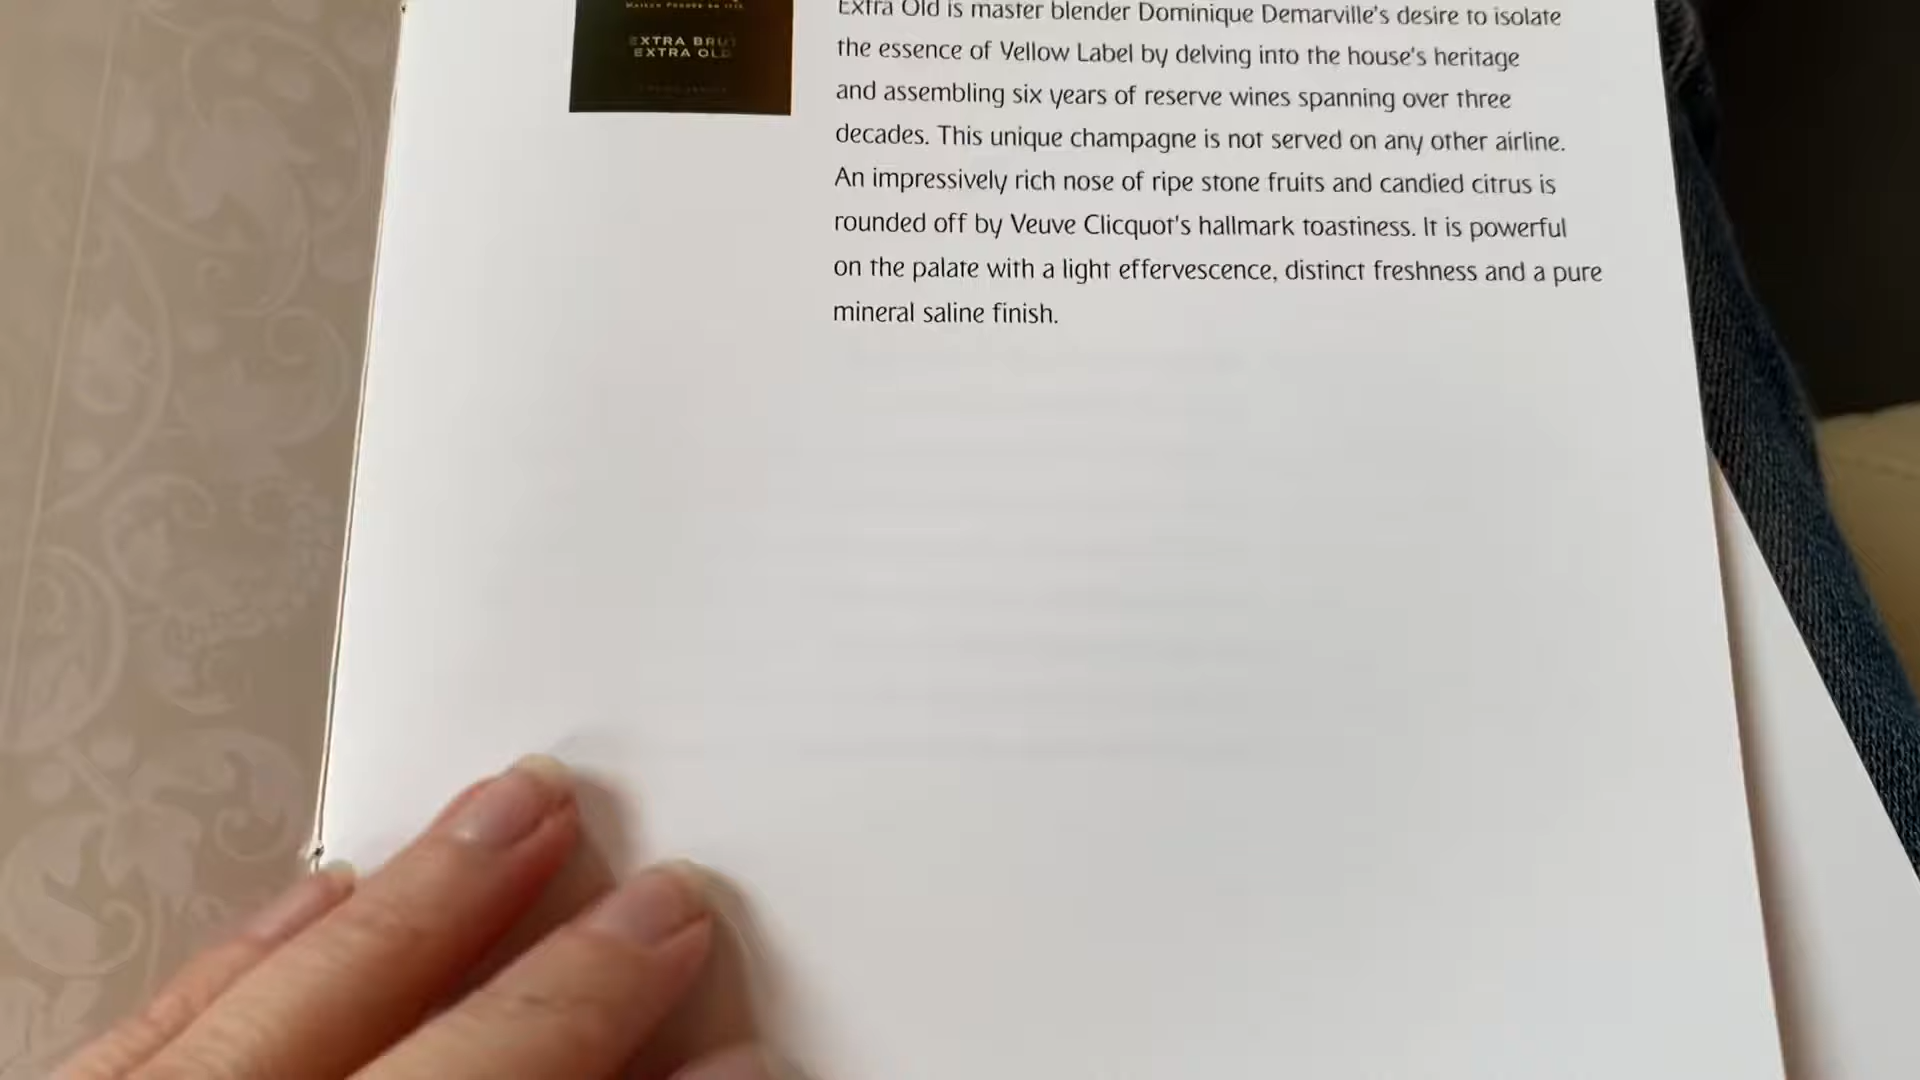 EXTRA BRUT
EXTRA OLD
Extra Old is master blender Dominique Demarville's desire to isolate
the essence of Yellow Label by delving into the house's heritage
and assembling six years of reserve wines spanning over three
decades. This unique champagne is not served on any other airline.
An impressively rich nose of ripe stone fruits and candied citrus is
rounded off by Veuve Clicquot's hallmark toastiness. It is powerful
on the palate with a light effervescence, distinct freshness and a pure
mineral saline finish.